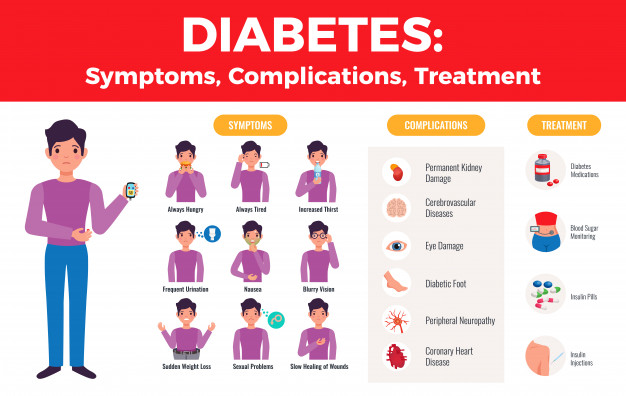 DIABETES:
Symptoms, Complications, Treatment
SYMPTOMS
Always Hungry
Always Tired
Increased Thirst
Frequent Urination
Nausea
Blurry Vision
Sudden Weight Loss
Sexual Problems
Slow Healing of Wounds
COMPLICATIONS
Permanent Kidney
Damage
Cerebrovascular
Diseases
Eye Damage
Diabetic Foot
Peripheral Neuropathy
Coronary Heart
Disease
TREATMENT
Diabetes
Medications
Blood Sugar
Monitoring
Insulin Pills
Insulin
Injections